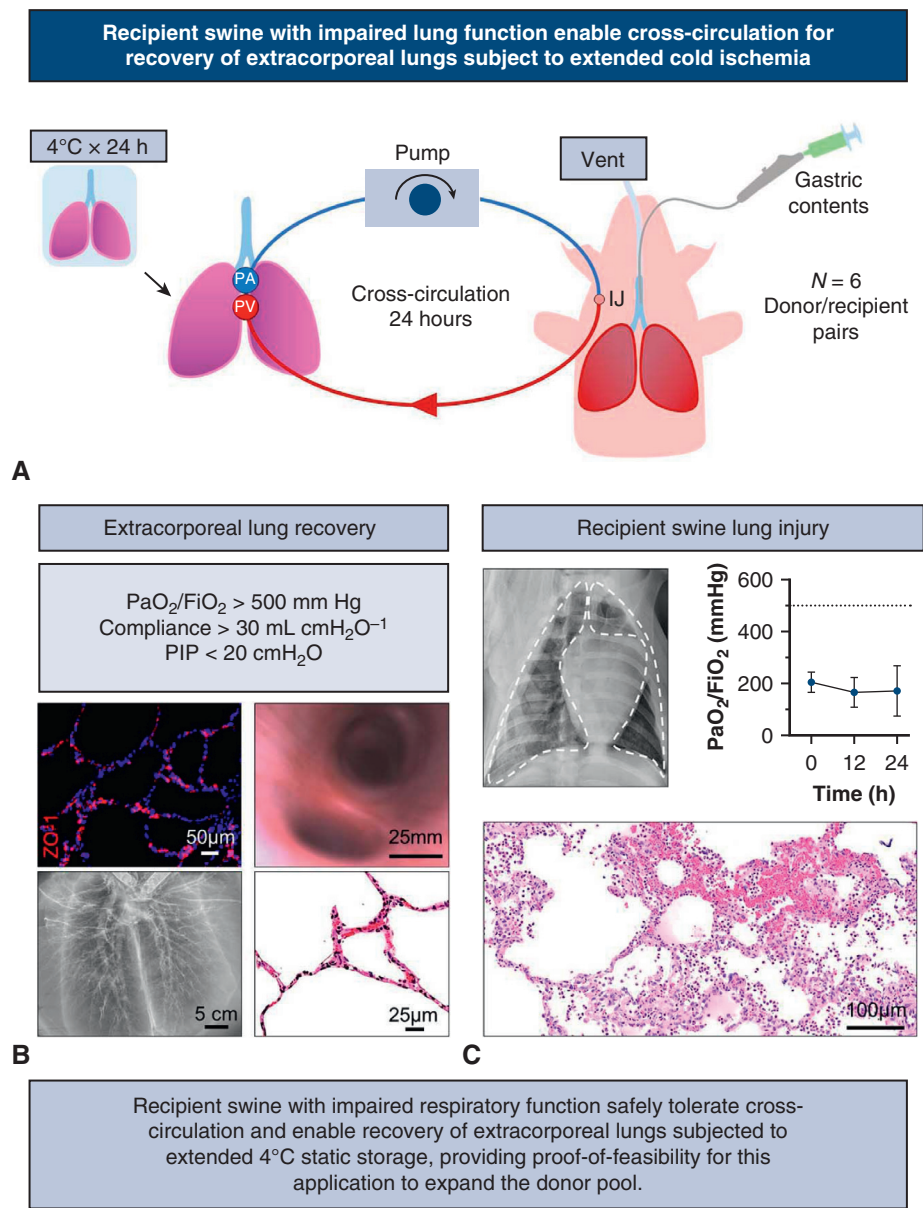 Recipient swine with impaired lung function enable cross-circulation for
recovery of extracorporeal lungs subject to extended cold ischemia
4°C × 24 h
Pump
Vent
Gastric
contents
PA
PV
Cross-circulation
24 hours
IJ
N = 6
Donor/recipient
pairs
A
Extracorporeal lung recovery
PaO₂/FiO₂ > 500 mm Hg
Compliance > 30 mL cmH₂O⁻¹
PIP < 20 cmH₂O
ZO-1
50µm
25mm
5 cm
25µm
B
Recipient swine lung injury
PaO₂/FiO₂ (mmHg)
600
400
200
0
0 12 24
Time (h)
100µm
C
Recipient swine with impaired respiratory function safely tolerate cross-
circulation and enable recovery of extracorporeal lungs subjected to
extended 4°C static storage, providing proof-of-feasibility for this
application to expand the donor pool.